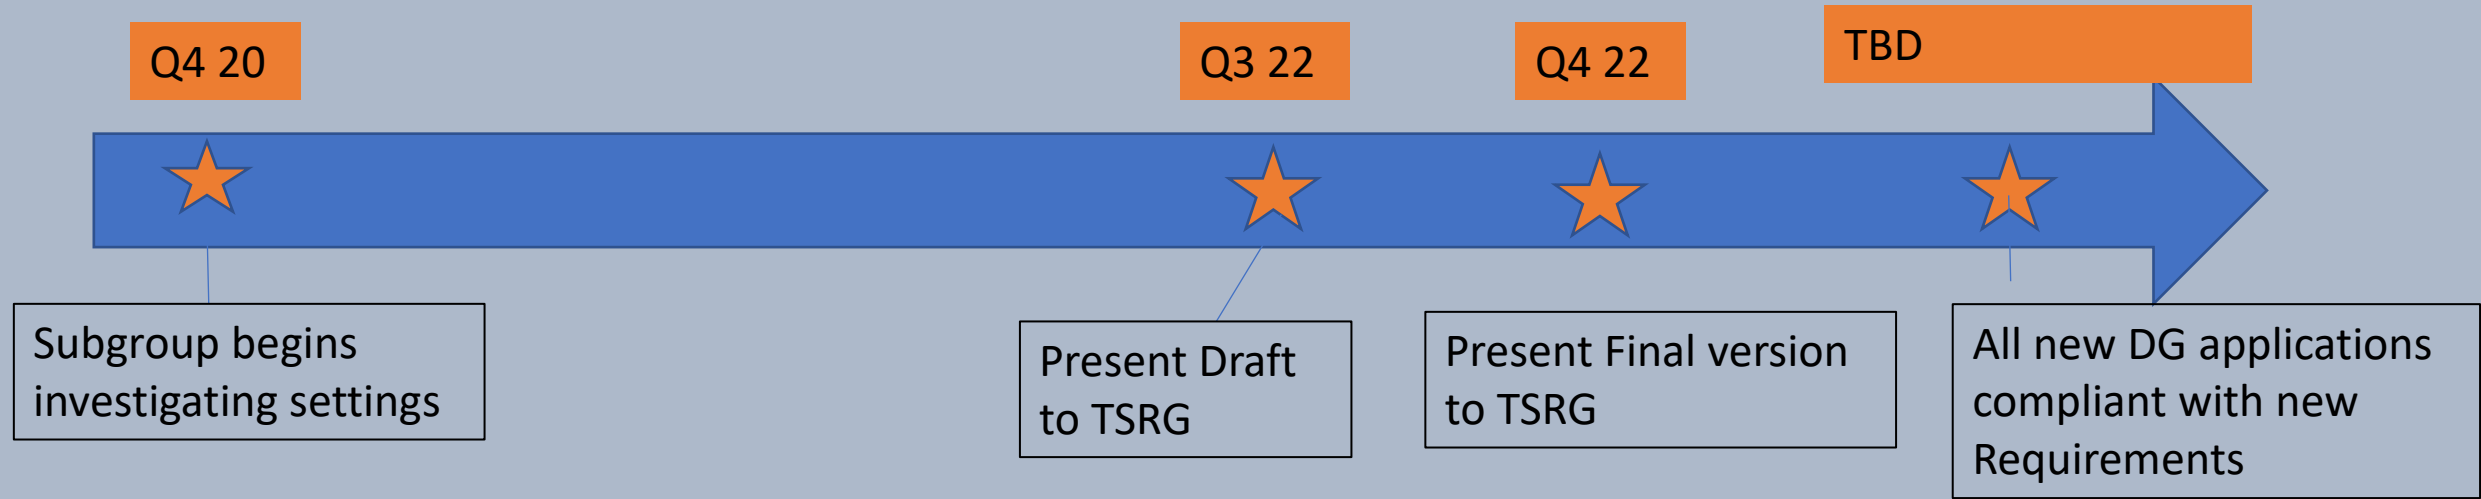 Q4 20
Q3 22
Q4 22
TBD
Subgroup begins
investigating settings
Present Draft
to TSRG
Present Final version
to TSRG
All new DG applications
compliant with new
Requirements